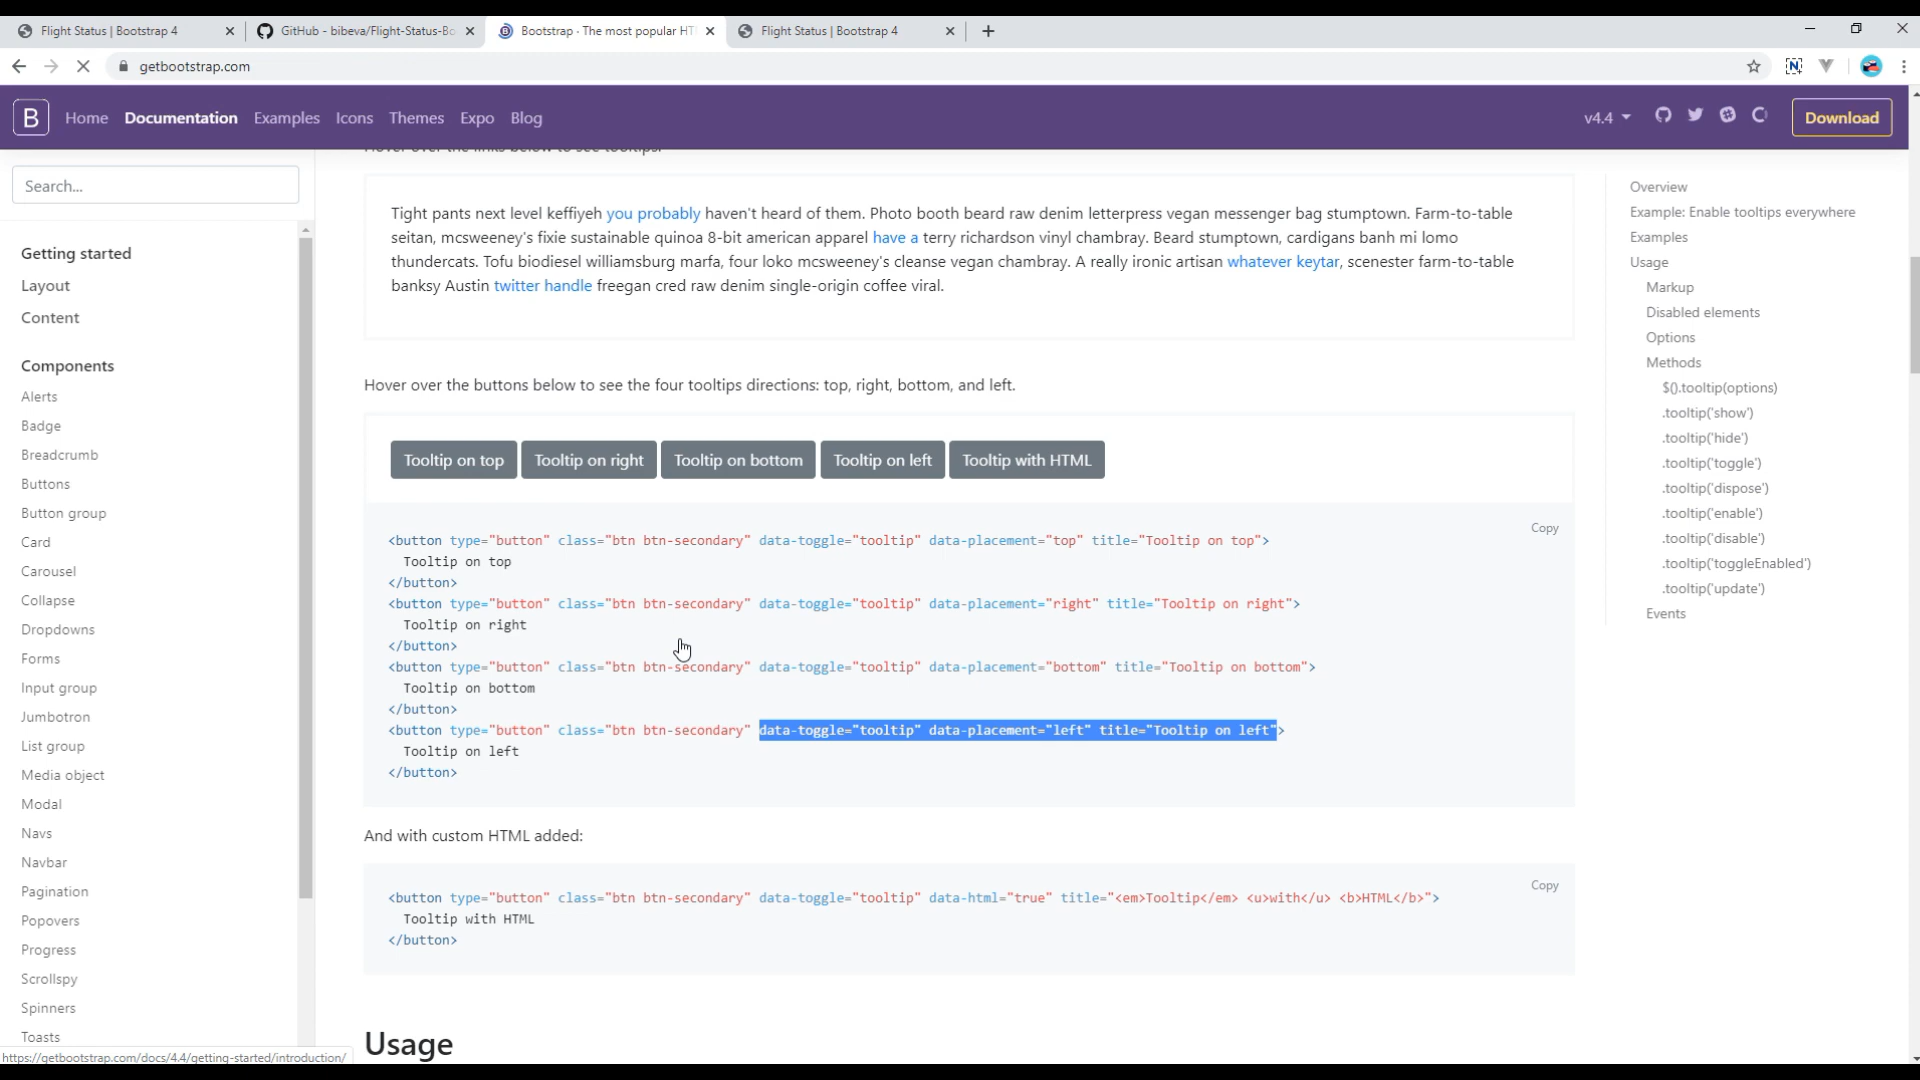 Flight Status | Bootstrap 4
GitHub - bibeva/Flight-Status-Bo
Bootstrap · The most popular HT
Flight Status | Bootstrap 4
getbootstrap.com
B
Home
Documentation
Examples
Icons
Themes
Expo
Blog
v4.4
Download
Search...
Getting started
Layout
Content
Components
Alerts
Badge
Breadcrumb
Buttons
Button group
Card
Carousel
Collapse
Dropdowns
Forms
Input group
Jumbotron
List group
Media object
Modal
Navs
Navbar
Pagination
Popovers
Progress
Scrollspy
Spinners
Toasts
https://getbootstrap.com/docs/4.4/getting-started/introduction/
Hover over the links below to see tooltips:
Tight pants next level keffiyeh you probably haven't heard of them. Photo booth beard raw denim letterpress vegan messenger bag stumptown. Farm-to-table
seitan, mcsweeney's fixie sustainable quinoa 8-bit american apparel have a terry richardson vinyl chambray. Beard stumptown, cardigans banh mi lomo
thundercats. Tofu biodiesel williamsburg marfa, four loko mcsweeney's cleanse vegan chambray. A really ironic artisan whatever keytar, scenester farm-to-table
banksy Austin twitter handle freegan cred raw denim single-origin coffee viral.
Hover over the buttons below to see the four tooltips directions: top, right, bottom, and left.
Tooltip on top
Tooltip on right
Tooltip on bottom
Tooltip on left
Tooltip with HTML
Copy
<button type="button" class="btn btn-secondary" data-toggle="tooltip" data-placement="top" title="Tooltip on top">
Tooltip on top
</button>
<button type="button" class="btn btn-secondary" data-toggle="tooltip" data-placement="right" title="Tooltip on right">
Tooltip on right
</button>
<button type="button" class="btn btn-secondary" data-toggle="tooltip" data-placement="bottom" title="Tooltip on bottom">
Tooltip on bottom
</button>
<button type="button" class="btn btn-secondary" data-toggle="tooltip" data-placement="left" title="Tooltip on left">
Tooltip on left
</button>
And with custom HTML added:
Copy
<button type="button" class="btn btn-secondary" data-toggle="tooltip" data-html="true" title="<em>Tooltip</em> <u>with</u> <b>HTML</b>">
Tooltip with HTML
</button>
Usage
Overview
Example: Enable tooltips everywhere
Examples
Usage
Markup
Disabled elements
Options
Methods
$().tooltip(options)
.tooltip('show')
.tooltip('hide')
.tooltip('toggle')
.tooltip('dispose')
.tooltip('enable')
.tooltip('disable')
.tooltip('toggleEnabled')
.tooltip('update')
Events